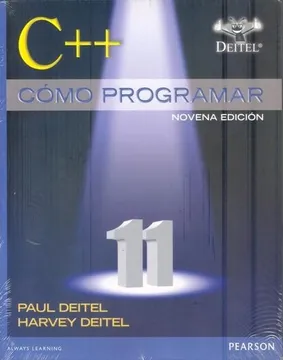 C++
DEITEL®
CÓMO PROGRAMAR
NOVENA EDICIÓN
11
PAUL DEITEL
HARVEY DEITEL
ALWAYS LEARNING
PEARSON